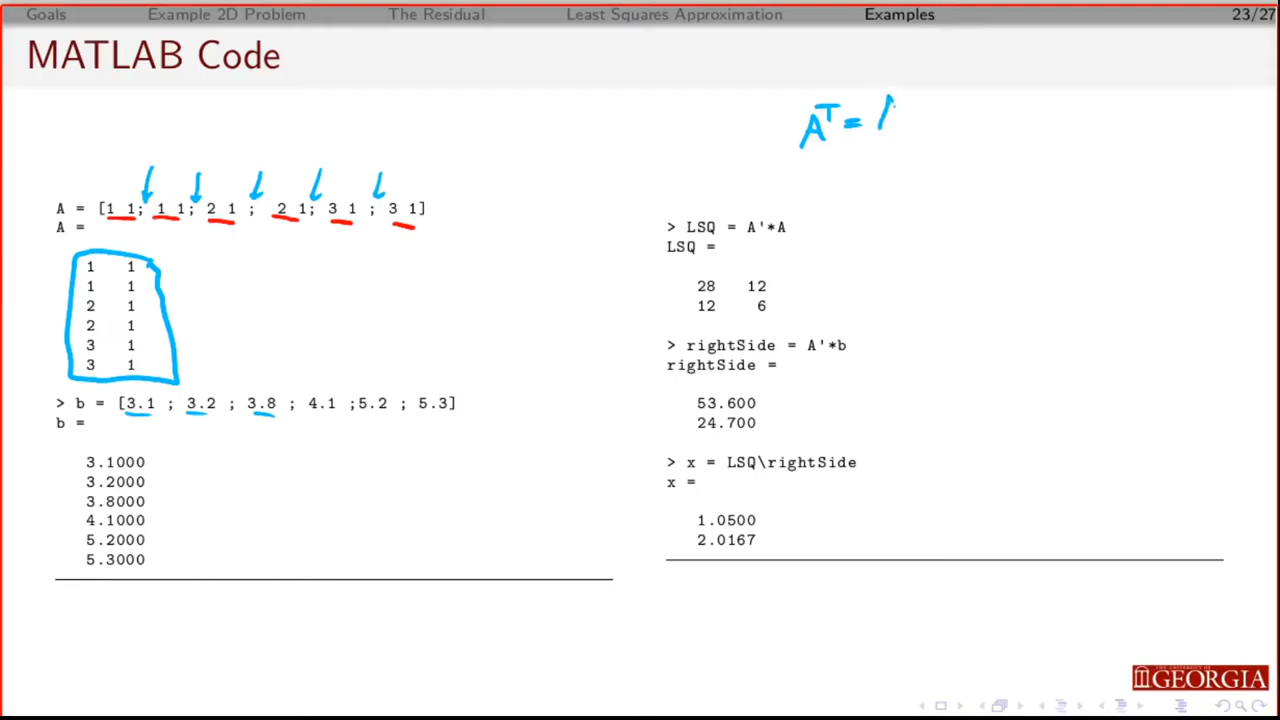 Goals Example 2D Problem The Residual Least Squares Approximation Examples 23/27
MATLAB Code
A = [1 1; 1 1; 2 1 ; 2 1; 3 1 ; 3 1]
A =
1 1
1 1
2 1
2 1
3 1
3 1
> b = [3.1 ; 3.2 ; 3.8 ; 4.1 ;5.2 ; 5.3]
b =
3.1000
3.2000
3.8000
4.1000
5.2000
5.3000
Aᵀ =
> LSQ = A'*A
LSQ =
28 12
12 6
> rightSide = A'*b
rightSide =
53.600
24.700
> x = LSQ\rightSide
x =
1.0500
2.0167
GEORGIA